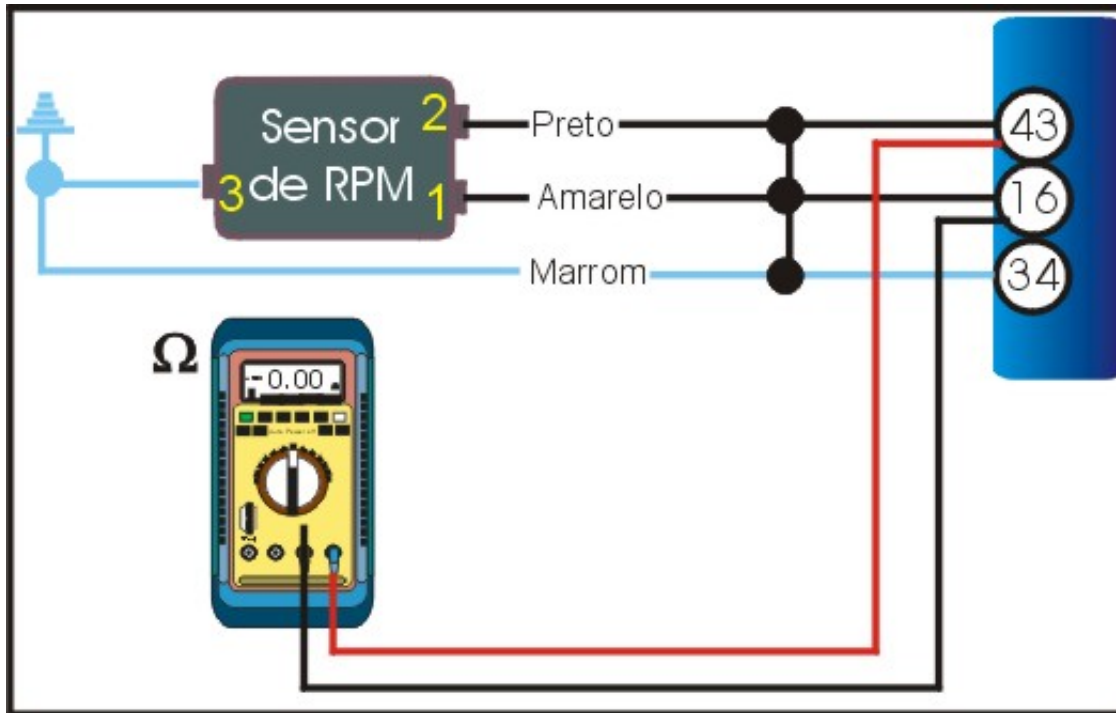 Sensor
de RPM
2
1
3
Preto
Amarelo
Marrom
43
16
34
Ω
0.00